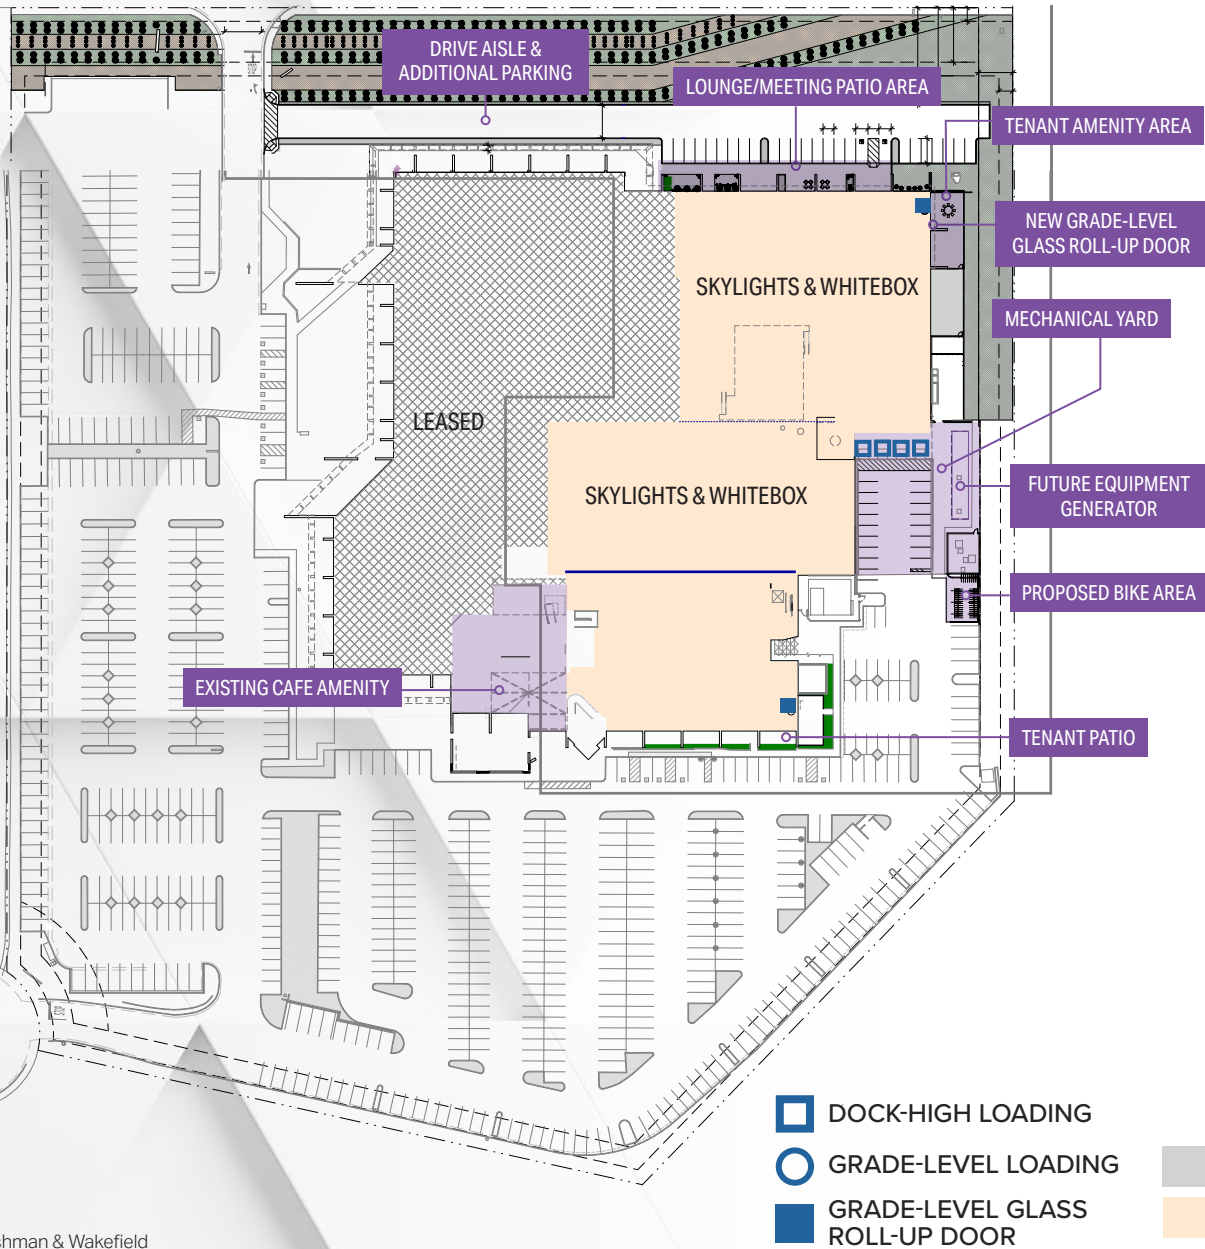 DRIVE AISLE &
ADDITIONAL PARKING
LOUNGE/MEETING PATIO AREA
TENANT AMENITY AREA
NEW GRADE-LEVEL
GLASS ROLL-UP DOOR
SKYLIGHTS & WHITEBOX
MECHANICAL YARD
LEASED
SKYLIGHTS & WHITEBOX
FUTURE EQUIPMENT
GENERATOR
PROPOSED BIKE AREA
EXISTING CAFE AMENITY
TENANT PATIO
DOCK-HIGH LOADING
GRADE-LEVEL LOADING
GRADE-LEVEL GLASS
ROLL-UP DOOR
shman & Wakefield